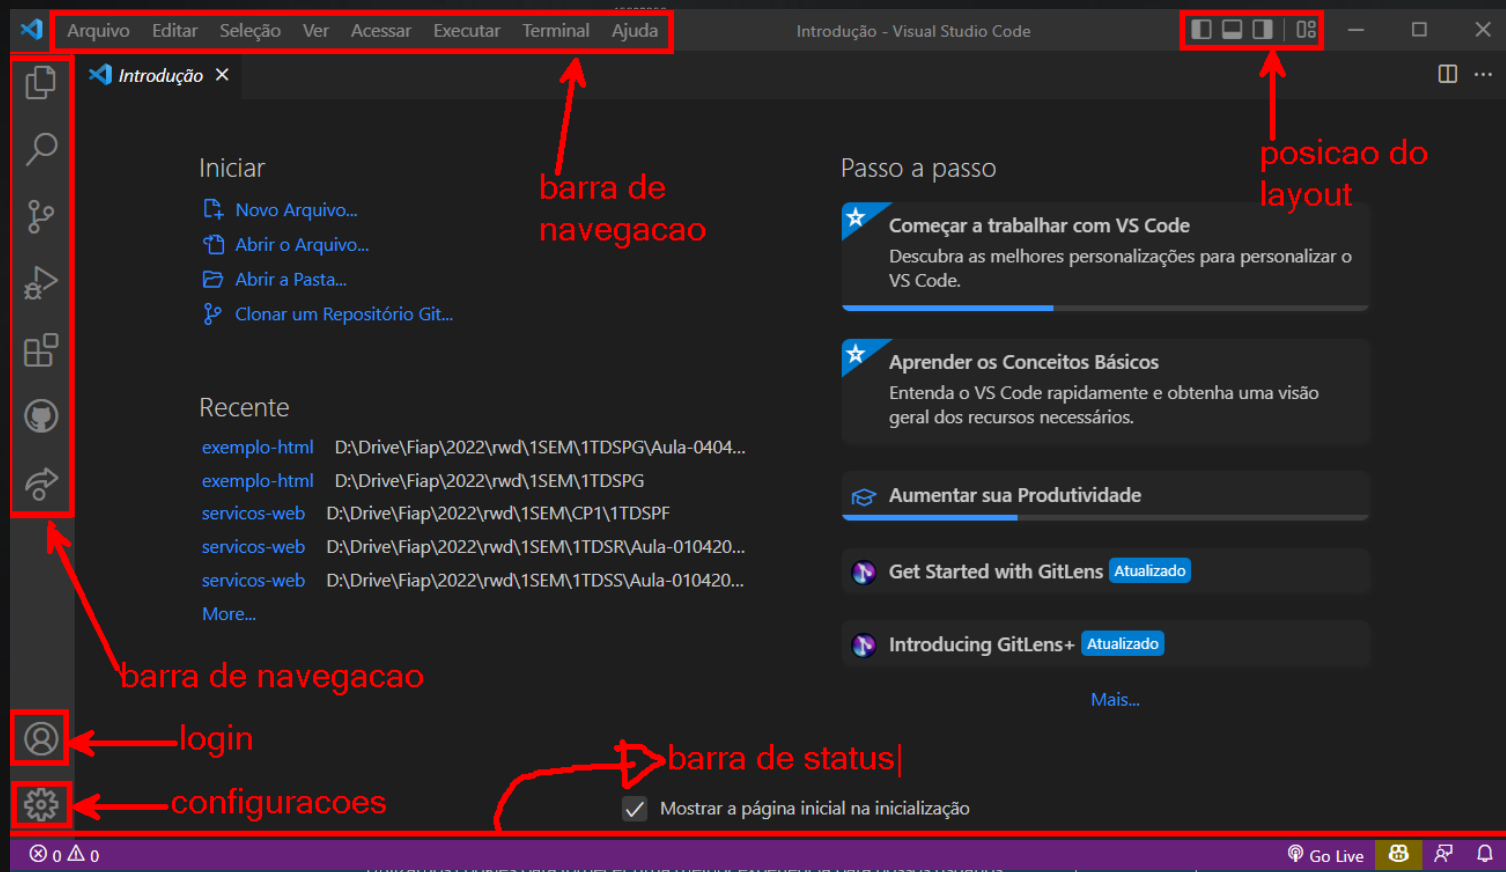 Arquivo Editar Seleção Ver Acessar Executar Terminal Ajuda
Introdução - Visual Studio Code
Introdução
posicao do
layout
barra de
navegacao
Iniciar
Novo Arquivo...
Abrir o Arquivo...
Abrir a Pasta...
Clonar um Repositório Git...
Recente
exemplo-html D:\Drive\Fiap\2022\rwd\1SEM\1TDSPG\Aula-0404...
exemplo-html D:\Drive\Fiap\2022\rwd\1SEM\1TDSPG
servicos-web D:\Drive\Fiap\2022\rwd\1SEM\CP1\1TDSPF
servicos-web D:\Drive\Fiap\2022\rwd\1SEM\1TDSR\Aula-010420...
servicos-web D:\Drive\Fiap\2022\rwd\1SEM\1TDSS\Aula-010420...
More...
Passo a passo
Começar a trabalhar com VS Code
Descubra as melhores personalizações para personalizar o
VS Code.
Aprender os Conceitos Básicos
Entenda o VS Code rapidamente e obtenha uma visão
geral dos recursos necessários.
Aumentar sua Produtividade
Get Started with GitLens Atualizado
Introducing GitLens+ Atualizado
Mais...
barra de navegacao
login
barra de status
configuracoes
Mostrar a página inicial na inicialização
0 0
Go Live